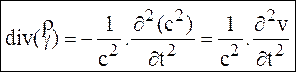 div(ρ/γ) = − 1/c² . ∂²(c²)/∂t² = 1/c² . ∂²v/∂t²